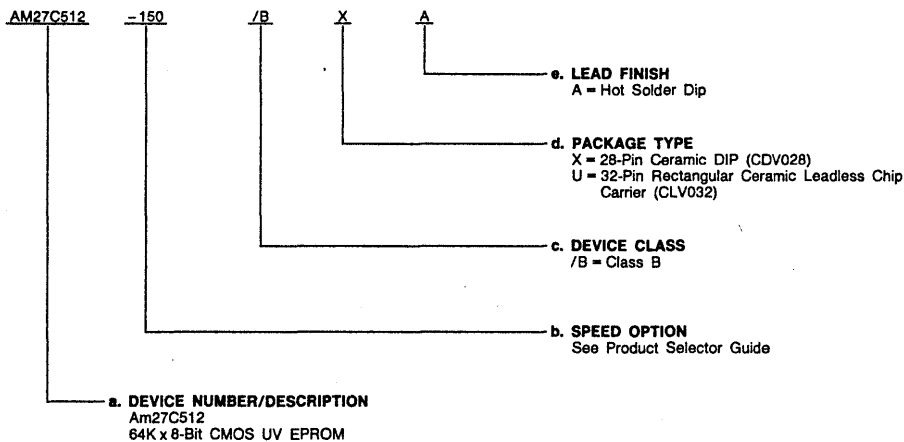 AM27C512 -150 /B X A
e. LEAD FINISH
A = Hot Solder Dip
d. PACKAGE TYPE
X = 28-Pin Ceramic DIP (CDV028)
U = 32-Pin Rectangular Ceramic Leadless Chip
Carrier (CLV032)
c. DEVICE CLASS
/B = Class B
b. SPEED OPTION
See Product Selector Guide
a. DEVICE NUMBER/DESCRIPTION
Am27C512
64K x 8-Bit CMOS UV EPROM